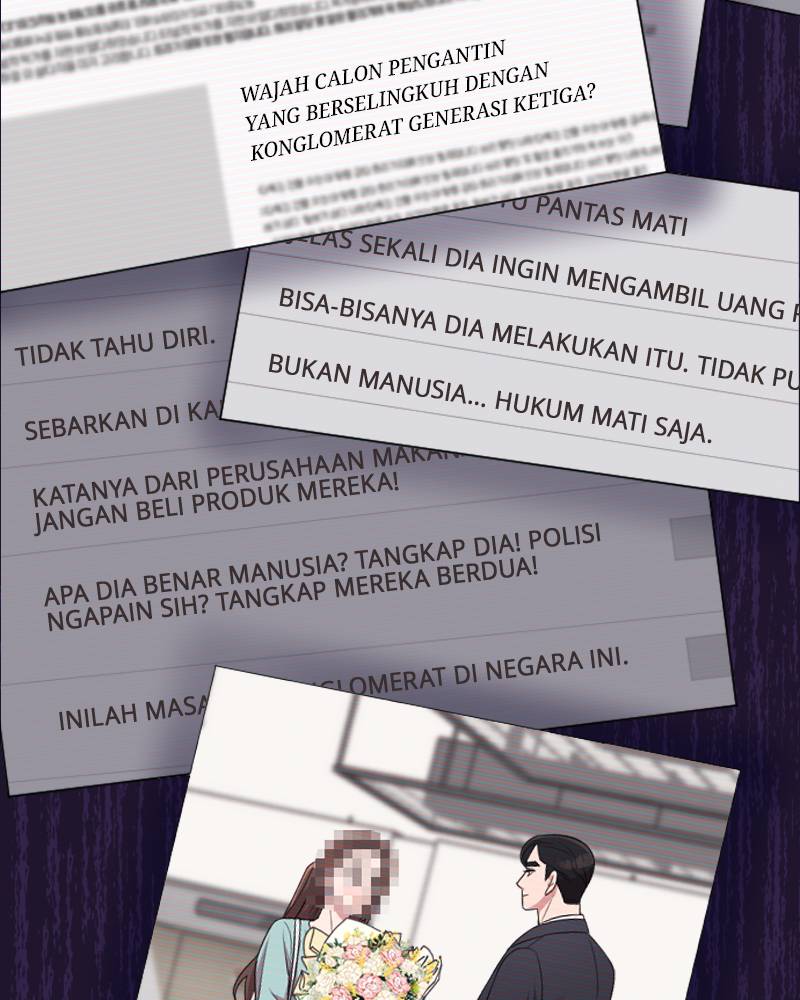 WAJAH CALON PENGANTIN
YANG BERSELINGKUH DENGAN
KONGLOMERAT GENERASI KETIGA?
PANTAS MATI
SEKALI DIA INGIN MENGAMBIL UANG
BISA-BISANYA DIA MELAKUKAN ITU. TIDAK
BUKAN MANUSIA... HUKUM MATI SAJA.
TIDAK TAHU DIRI.
SEBARKAN DI
KATANYA DARI PERUSAHAAN
JANGAN BELI PRODUK MEREKA!
APA DIA BENAR MANUSIA? TANGKAP DIA! POLISI
NGAPAIN SIH? TANGKAP MEREKA BERDUA!
INILAH DI NEGARA INI.